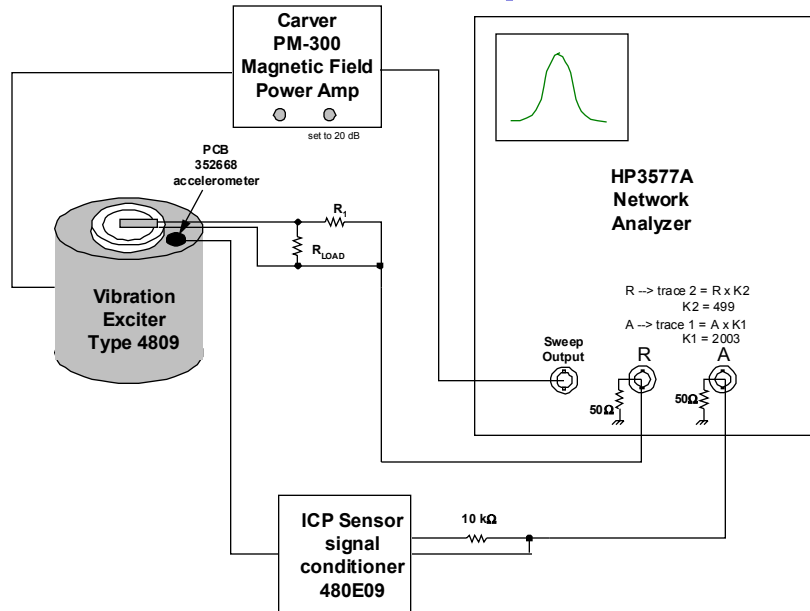 Carver
PM-300
Magnetic Field
Power Amp
set to 20 dB
PCB
352668
accelerometer
R1
RLOAD
Vibration
Exciter
Type 4809
HP3577A
Network
Analyzer
R --> trace 2 = R x K2
K2 = 499
A --> trace 1 = A x K1
K1 = 2003
Sweep
Output
R
A
50Ω
50Ω
10 kΩ
ICP Sensor
signal
conditioner
480E09